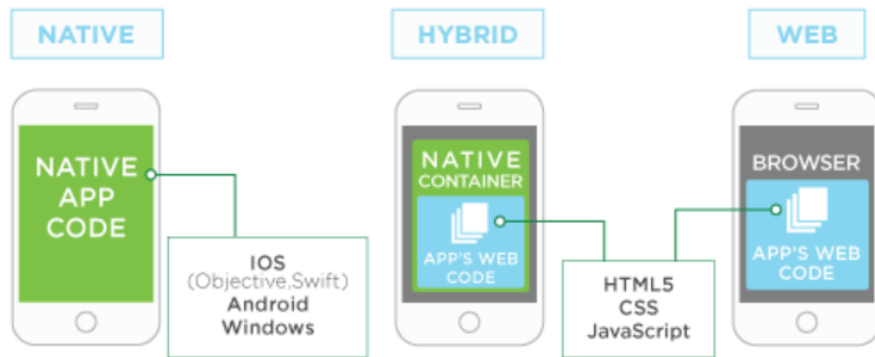 NATIVE
HYBRID
WEB
NATIVE
APP
CODE
IOS
(Objective,Swift)
Android
Windows
NATIVE
CONTAINER
APP'S WEB
CODE
HTML5
CSS
JavaScript
BROWSER
APP'S WEB
CODE